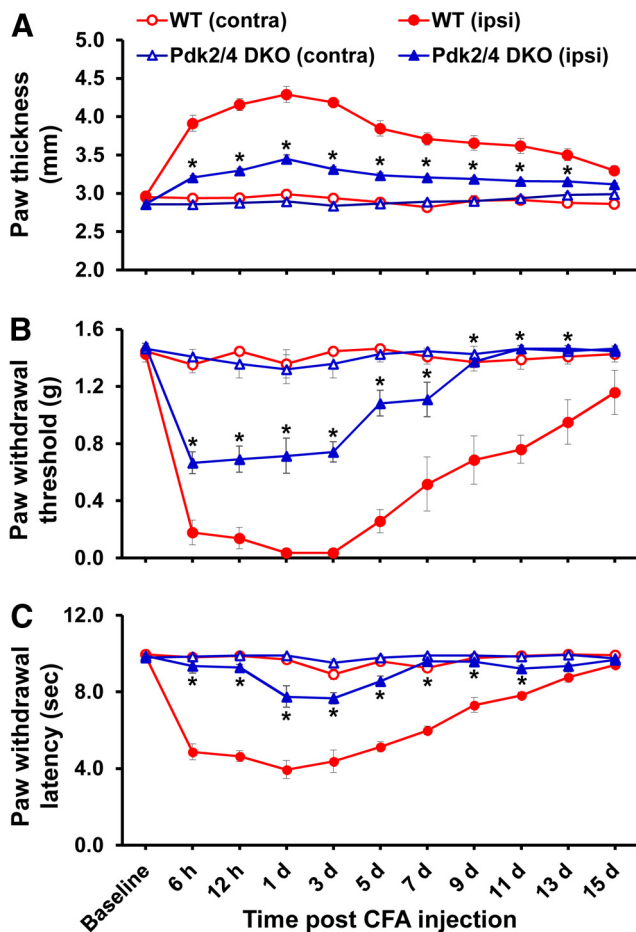 A
WT (contra)
WT (ipsi)
Pdk2/4 DKO (contra)
Pdk2/4 DKO (ipsi)
Paw thickness
(mm)
5.0
4.5
4.0
3.5
3.0
2.5
2.0
* * * * * * * * *
B
Paw withdrawal
threshold (g)
1.6
1.2
0.8
0.4
0.0
* * * * * * * * *
C
Paw withdrawal
latency (sec)
12.0
8.0
4.0
0.0
* * * * * * * *
Baseline
6 h
12 h
1 d
3 d
5 d
7 d
9 d
11 d
13 d
15 d
Time post CFA injection